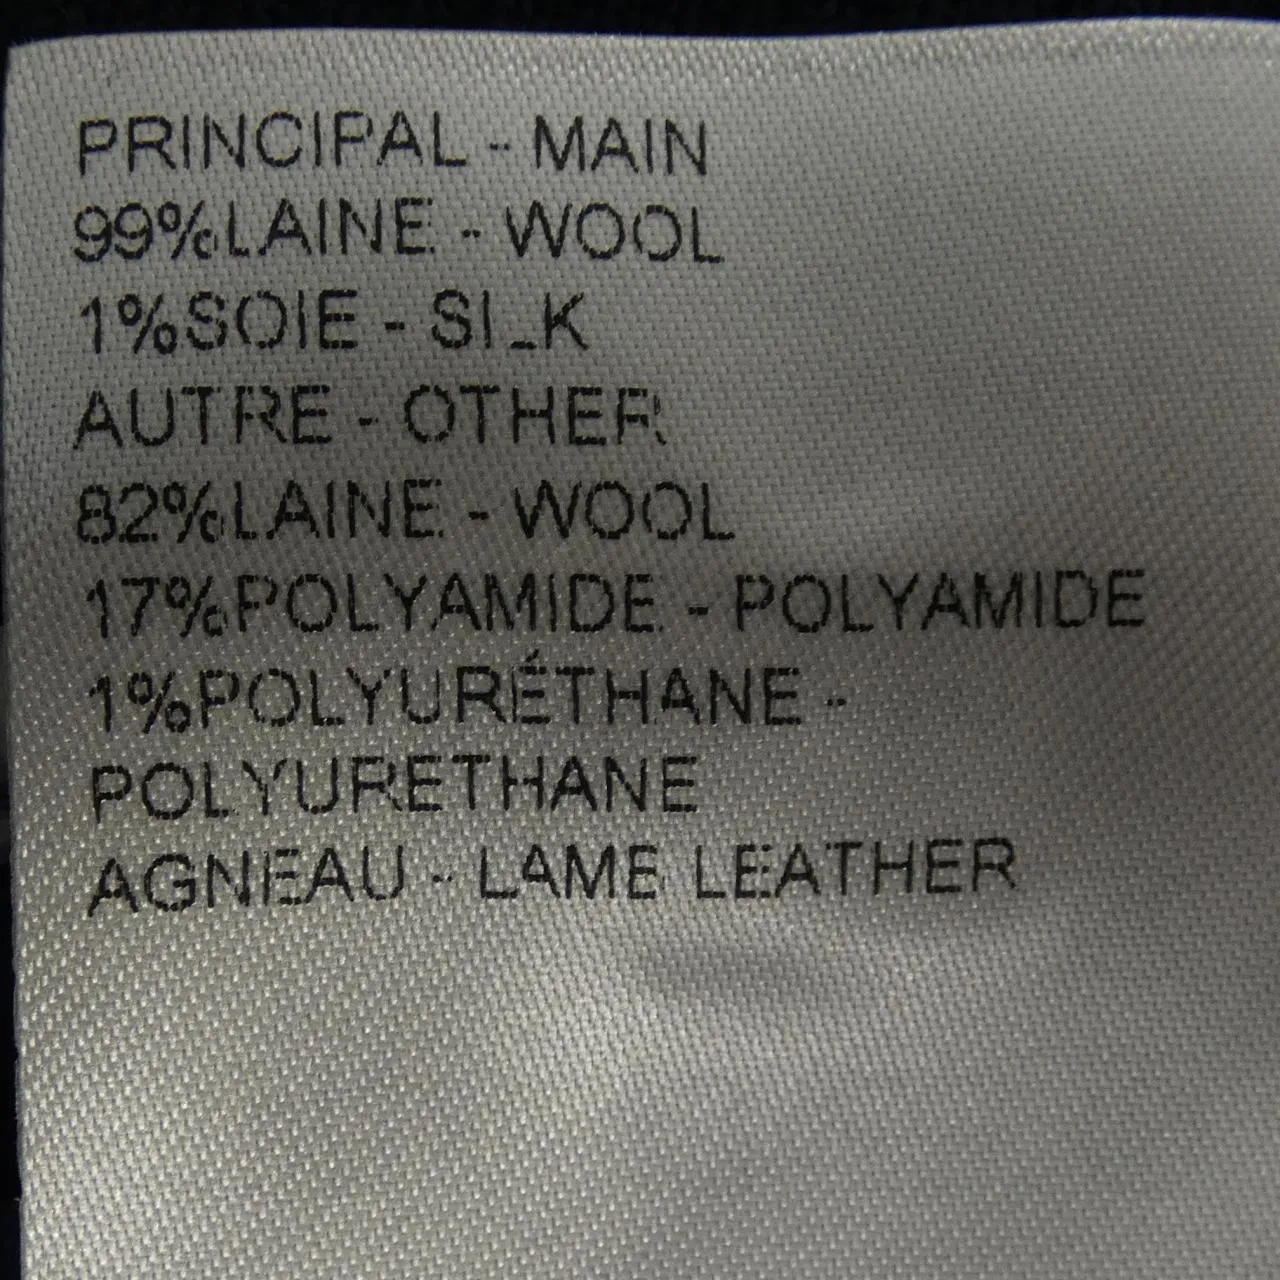 PRINCIPAL - MAIN
99%LAINE - WOOL
1%SOIE - SILK
AUTRE - OTHER
82%LAINE - WOOL
17%POLYAMIDE - POLYAMIDE
1%POLYURÉTHANE -
POLYURETHANE
AGNEAU - LAMB LEATHER